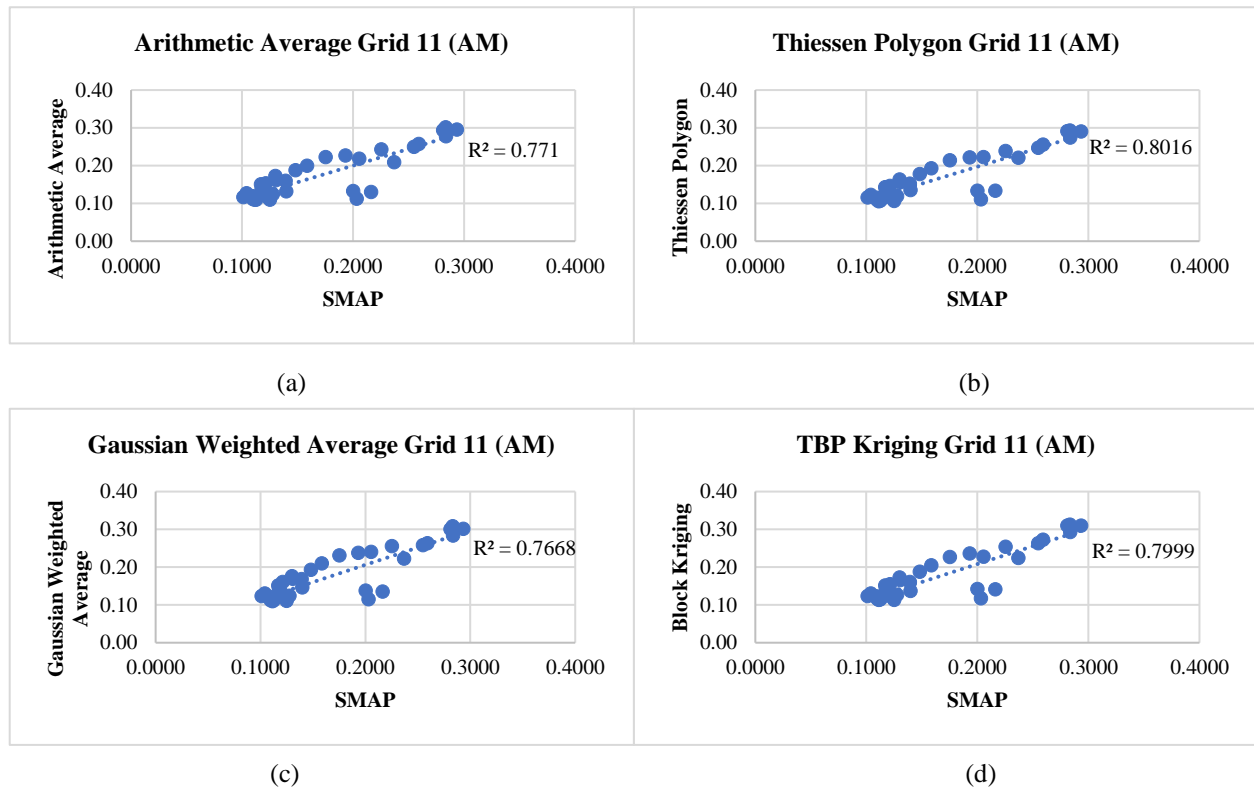 Arithmetic Average Grid 11 (AM)
Arithmetic Average
0.40
0.30
0.20
0.10
0.00
R² = 0.771
0.0000 0.1000 0.2000 0.3000 0.4000
SMAP
(a)
Thiessen Polygon Grid 11 (AM)
Thiessen Polygon
0.40
0.30
0.20
0.10
0.00
R² = 0.8016
0.0000 0.1000 0.2000 0.3000 0.4000
SMAP
(b)
Gaussian Weighted Average Grid 11 (AM)
Gaussian Weighted
Average
0.40
0.30
0.20
0.10
0.00
R² = 0.7668
0.0000 0.1000 0.2000 0.3000 0.4000
SMAP
(c)
TBP Kriging Grid 11 (AM)
Block Kriging
0.40
0.30
0.20
0.10
0.00
R² = 0.7999
0.0000 0.1000 0.2000 0.3000 0.4000
SMAP
(d)